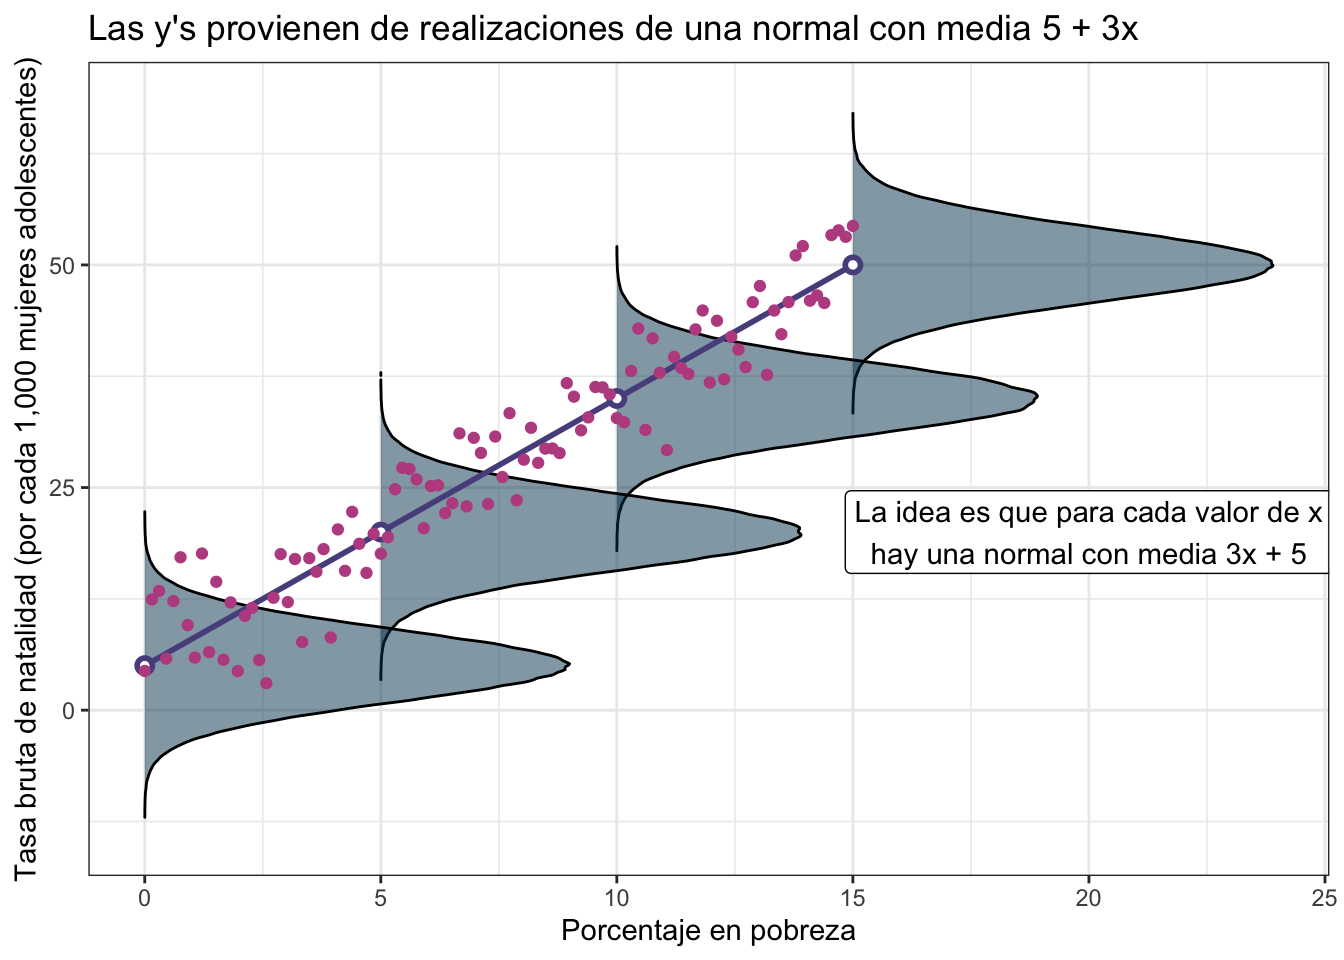 Las y's provienen de realizaciones de una normal con media 5 + 3x
Tasa bruta de natalidad (por cada 1,000 mujeres adolescentes)
50
25
0
La idea es que para cada valor de x
hay una normal con media 3x + 5
0 5 10 15 20 25
Porcentaje en pobreza